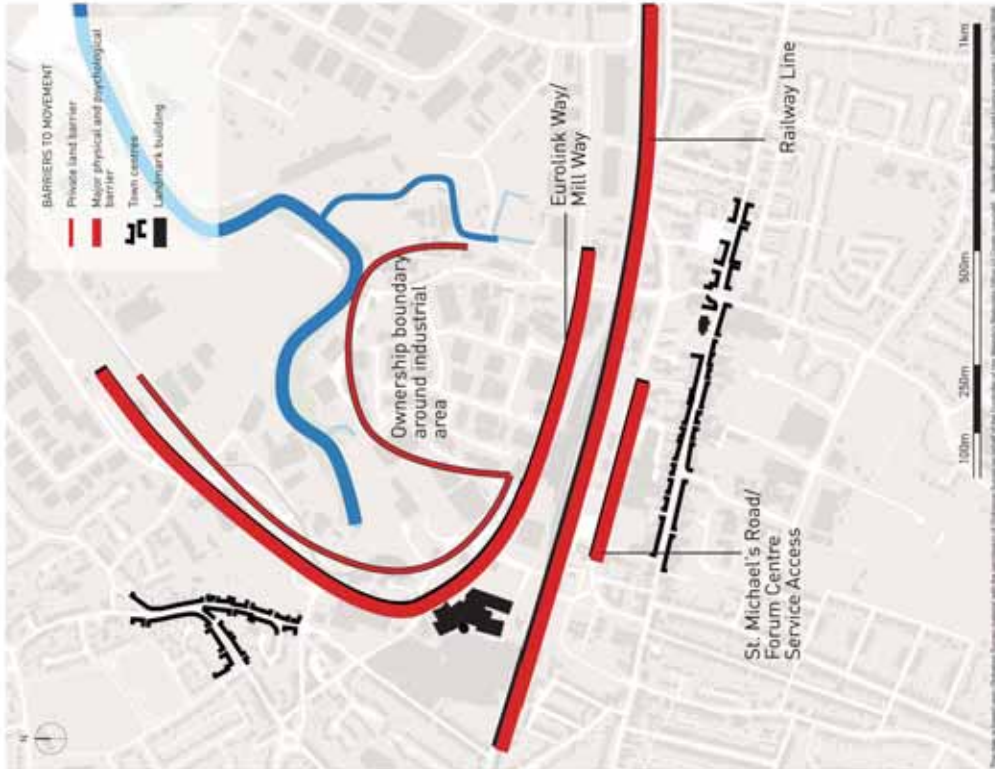 BARRIERS TO MOVEMENT
Private land barrier
Major physical and psychological
barrier
Town centres
Landmark building
N
Ownership boundary
around industrial
area
Eurolink Way/
Mill Way
Railway Line
St. Michael's Road/
Forum Centre
Service Access
100m
250m
500m
1km